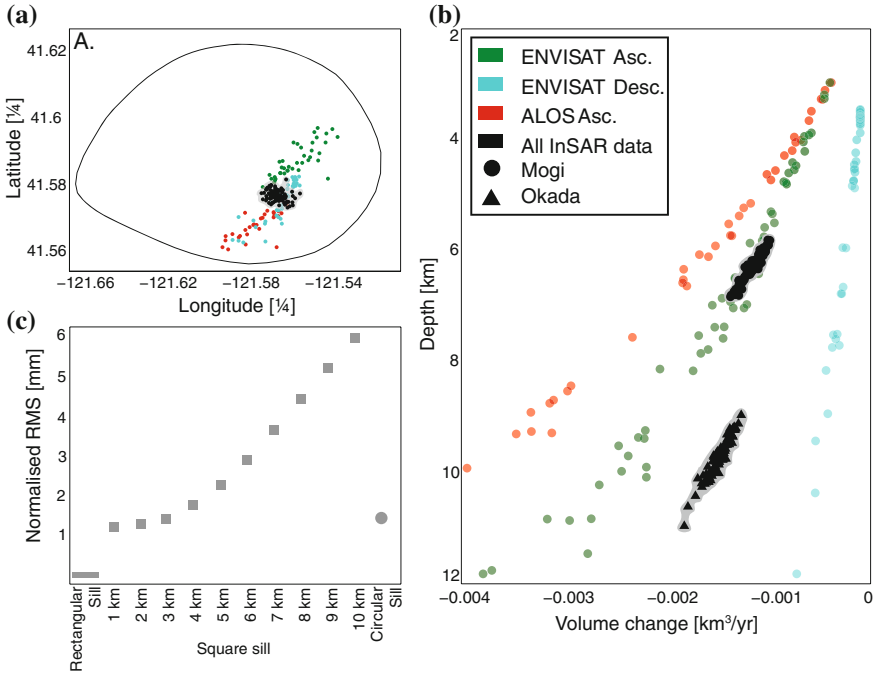 (a)
A.
41.62
41.6
41.58
41.56
Latitude [¼]
−121.66
−121.62
−121.58
−121.54
Longitude [¼]
(b)
ENVISAT Asc.
ENVISAT Desc.
ALOS Asc.
All InSAR data
Mogi
Okada
2
4
6
8
10
12
Depth [km]
−0.004
−0.003
−0.002
−0.001
0
Volume change [km³/yr]
(c)
6
5
4
3
2
1
Normalised RMS [mm]
Rectangular
Sill
1 km
2 km
3 km
4 km
5 km
6 km
7 km
8 km
9 km
10 km
Circular
Sill
Square sill